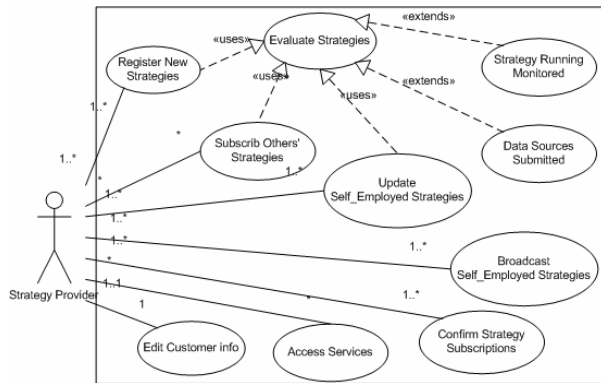 «extends»
«uses»
Evaluate Strategies
Register New
Strategies
Strategy Running
Monitored
«uses»
«extends»
«uses»
1..*
*
Subscrib Others'
Strategies
Data Sources
Submitted
1..*
1..*
*
1..*
Update
Self_Employed Strategies
1..*
1..*
1..*
Broadcast
Self_Employed Strategies
*
Strategy Provider
1..1
1
*
1..*
Confirm Strategy
Subscriptions
Edit Customer info
Access Services